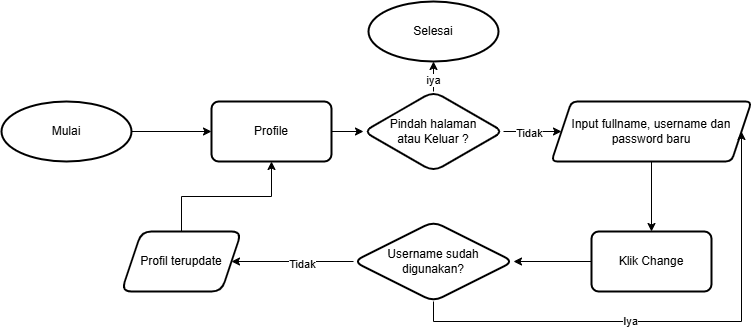 Selesai
iya
Mulai
Profile
Pindah halaman
atau Keluar ?
Tidak
Input fullname, username dan
password baru
Profil terupdate
Tidak
Username sudah
digunakan?
Klik Change
Iya